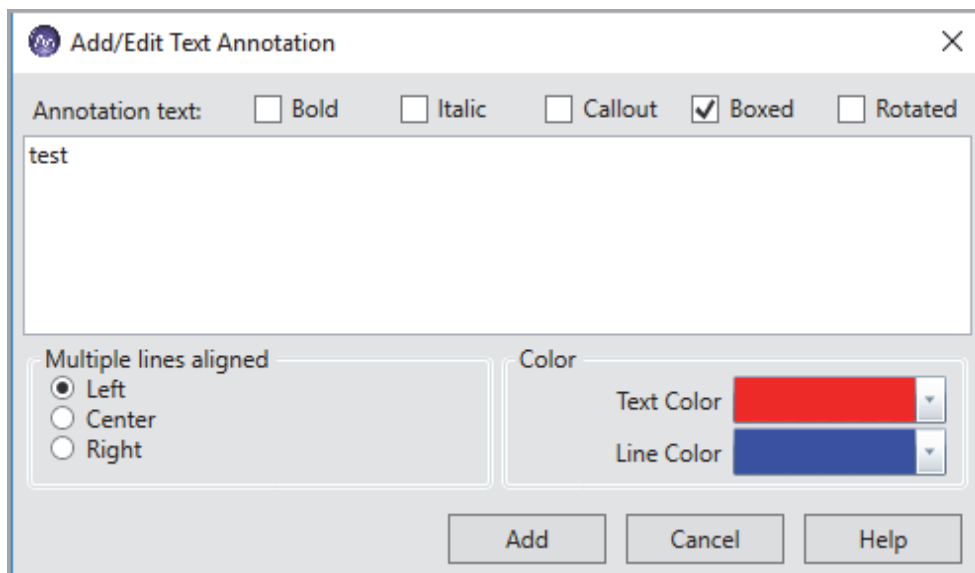 Add/Edit Text Annotation
Annotation text: Bold Italic Callout Boxed Rotated
test
Multiple lines aligned Color
Left
Text Color
Center
Right
Line Color
Add Cancel Help